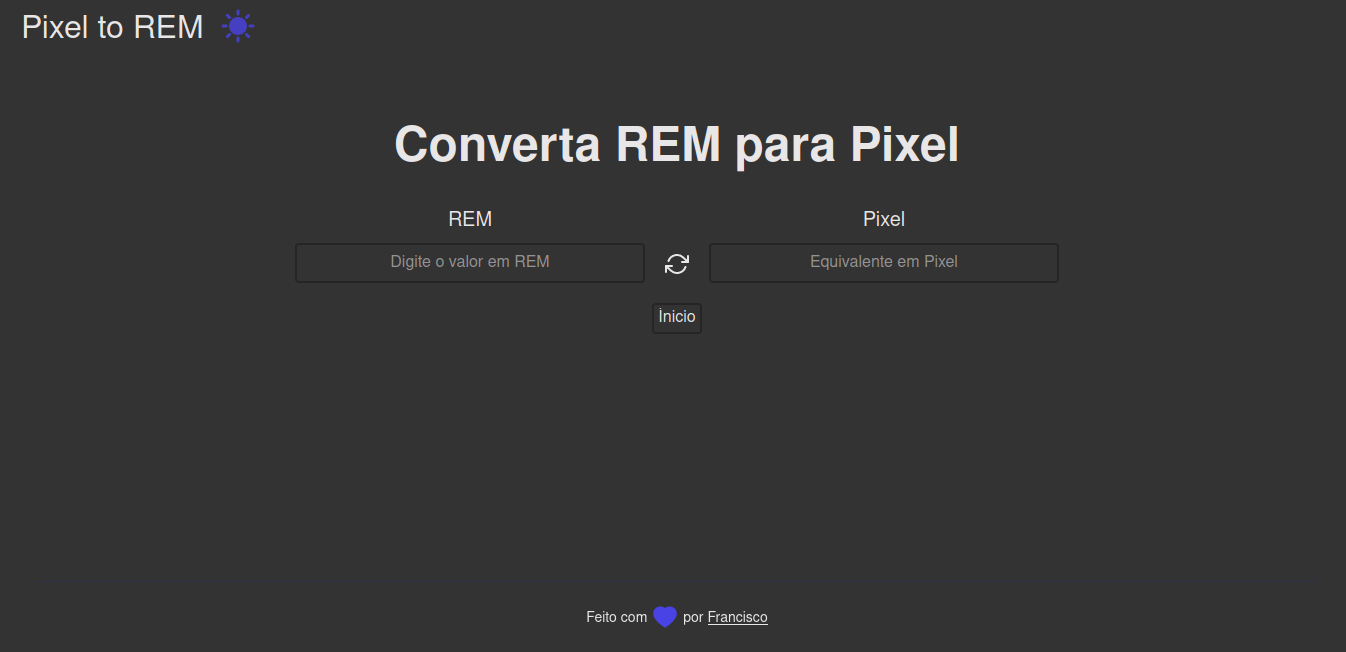 Pixel to REM
Converta REM para Pixel
REM
Pixel
Digite o valor em REM
Equivalente em Pixel
Ínicio
Feito com por Francisco